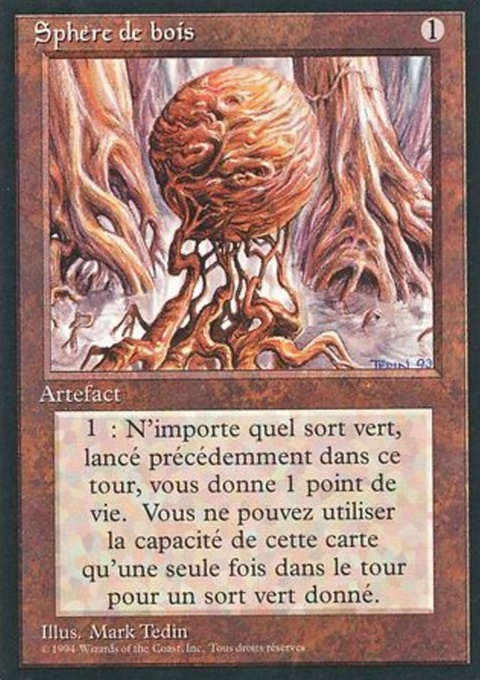 Sphère de bois
1
TEDIN 93
Artefact
1 : N'importe quel sort vert,
lancé précédemment dans ce
tour, vous donne 1 point de
vie. Vous ne pouvez utiliser
la capacité de cette carte
qu'une seule fois dans le tour
pour un sort vert donné.
Illus. Mark Tedin
© 1994 Wizards of the Coast, Inc. Tous droits réservés